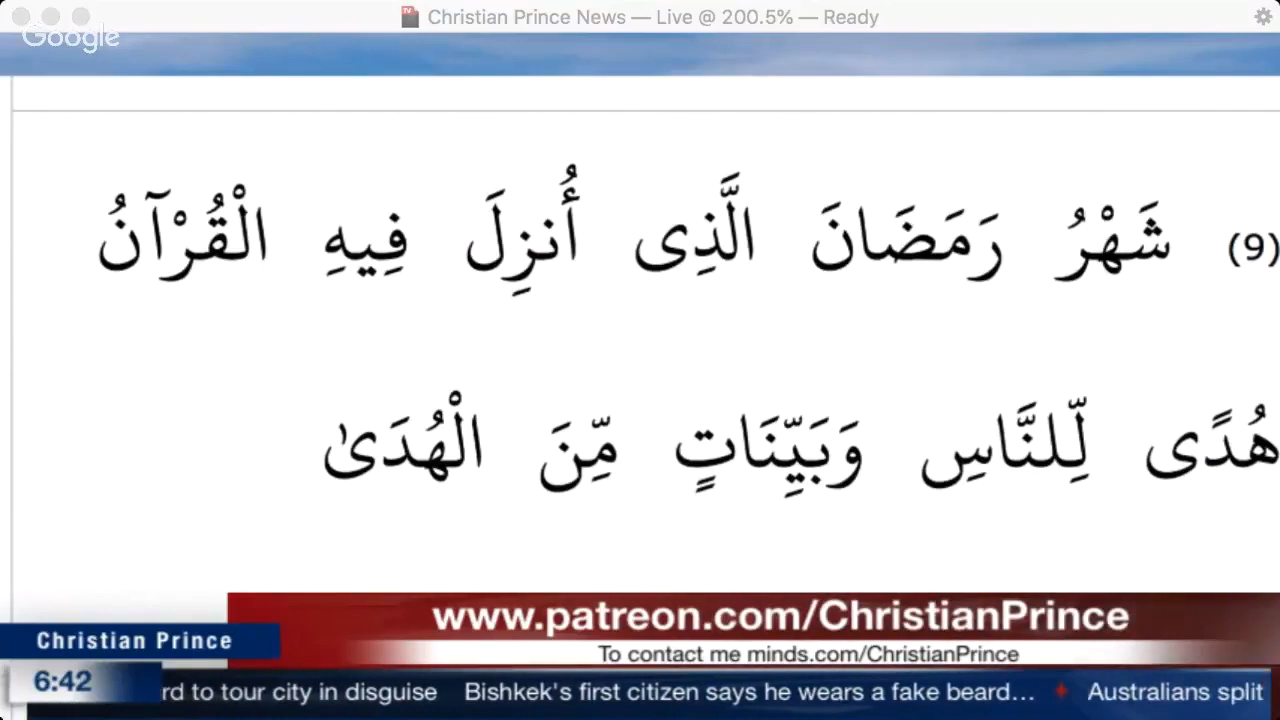 Christian Prince News — Live @ 200.5% — Ready
Google
(9) شَهْرُ رَمَضَانَ الَّذِى أُنزِلَ فِيهِ الْقُرْآنُ
هُدًى لِّلنَّاسِ وَبَيِّنَاتٍ مِّنَ الْهُدَىٰ
www.patreon.com/ChristianPrince
Christian Prince
To contact me minds.com/ChristianPrince
6:42
rd to tour city in disguise Bishkek's first citizen says he wears a fake beard... Australians split